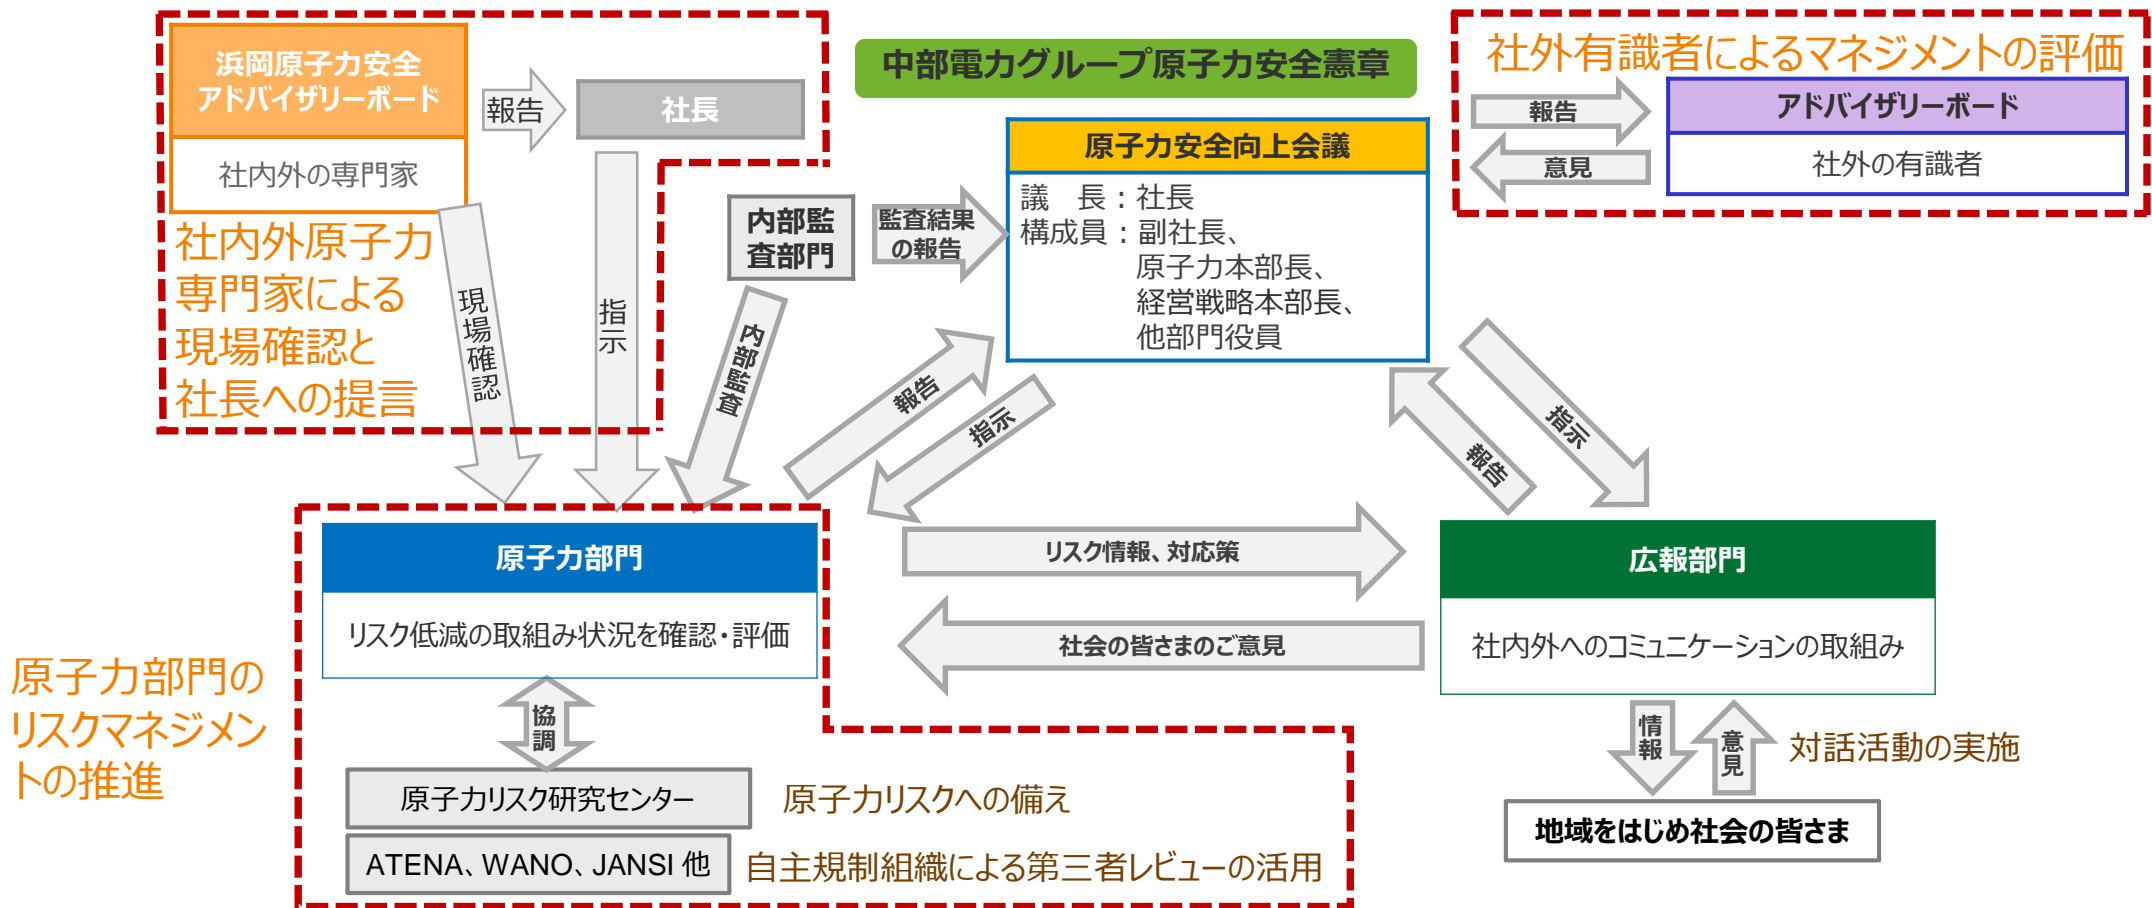 浜岡原子力安全
アドバイザリーボード
社内外の専門家
報告
社長
中部電力グループ原子力安全憲章
社外有識者によるマネジメントの評価
報告
意見
アドバイザリーボード
社外の有識者
原子力安全向上会議
議　長：社長
構成員：副社長、
原子力本部長、
経営戦略本部長、
他部門役員
内部監
査部門
監査結果
の報告
社内外原子力
専門家による
現場確認と
社長への提言
現場確認
指示
内部監査
報告
指示
報告
指示
原子力部門
リスク低減の取組み状況を確認・評価
リスク情報、対応策
社会の皆さまのご意見
広報部門
社内外へのコミュニケーションの取組み
原子力部門の
リスクマネジメン
トの推進
協調
原子力リスク研究センター
原子力リスクへの備え
ATENA、WANO、JANSI 他
自主規制組織による第三者レビューの活用
情報
意見
対話活動の実施
地域をはじめ社会の皆さま